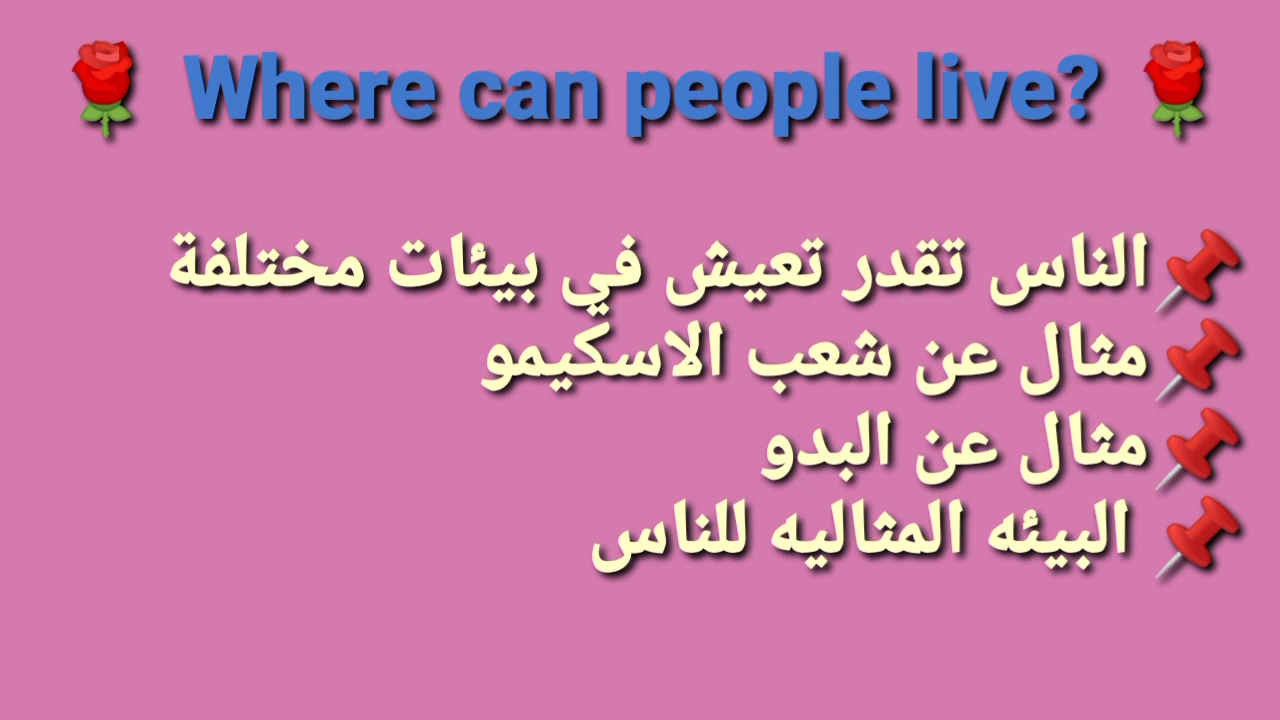 🌹 Where can people live? 🌹
📌الناس تقدر تعيش في بيئات مختلفة
📌مثال عن شعب الاسكيمو
📌مثال عن البدو
📌 البيئه المثاليه للناس